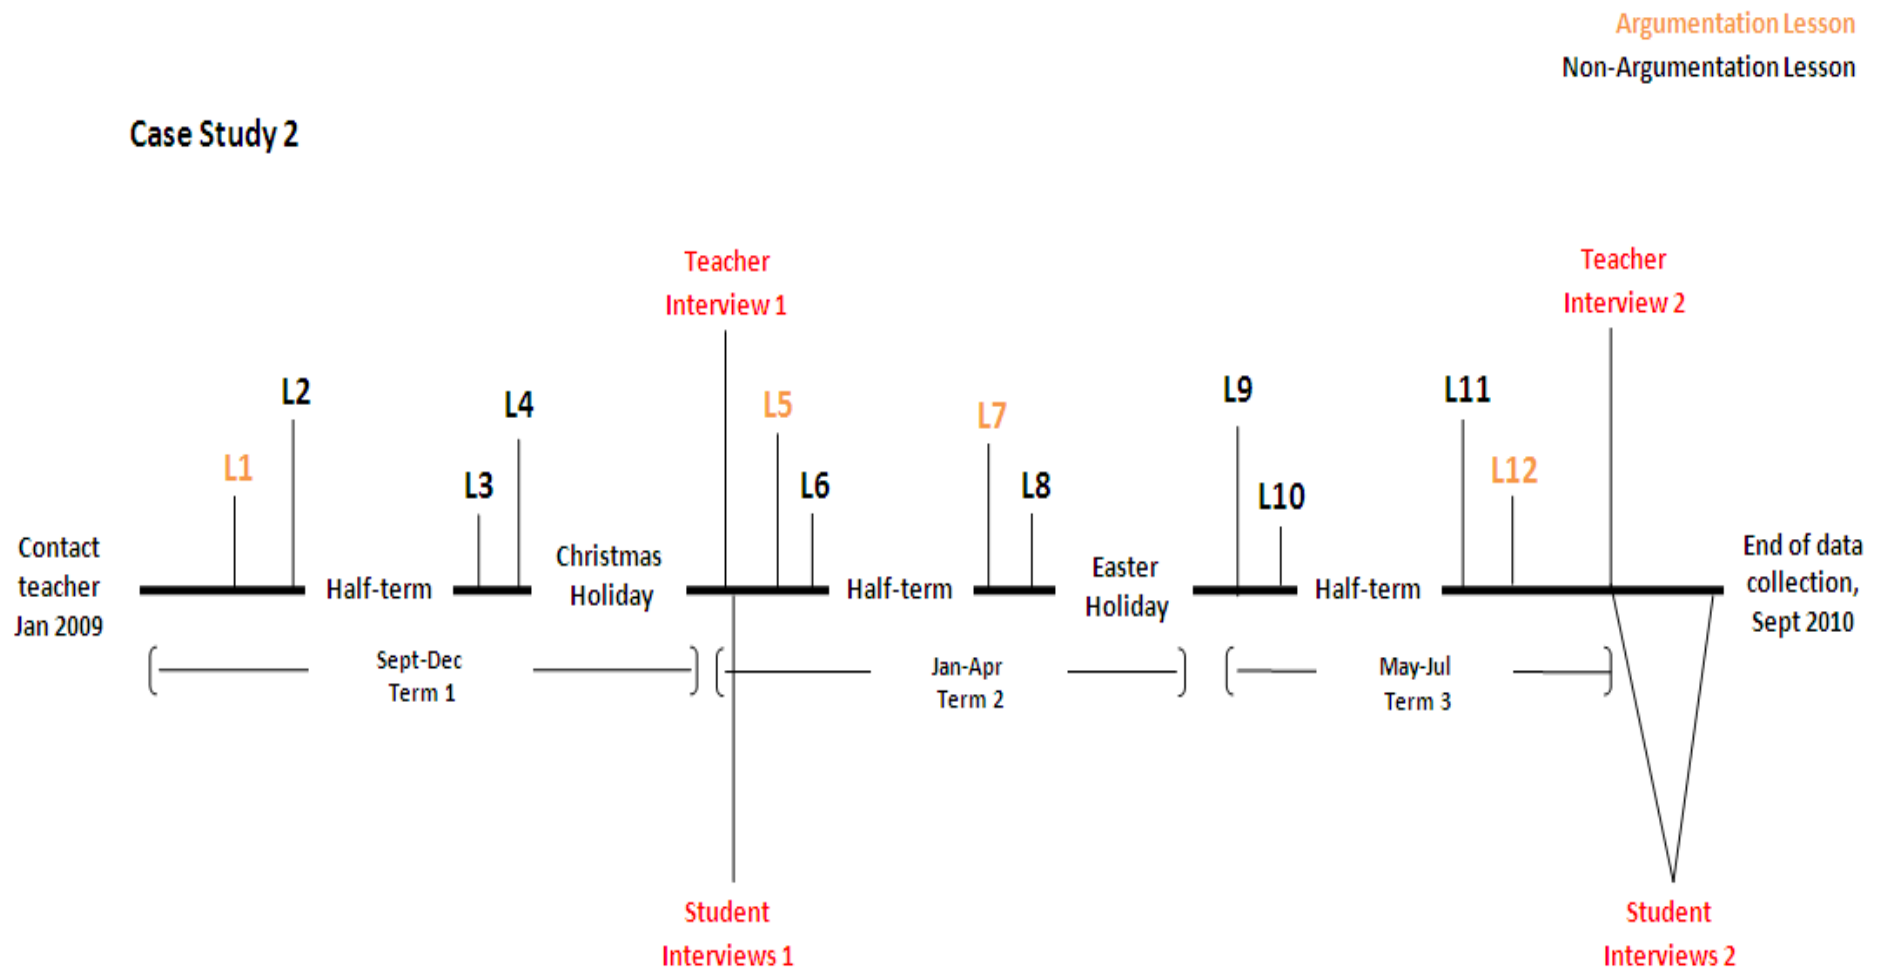 Argumentation Lesson
Non-Argumentation Lesson
Case Study 2
Teacher
Interview 1
Teacher
Interview 2
L1
L2
L3
L4
L5
L6
L7
L8
L9
L10
L11
L12
Contact
teacher
Jan 2009
Half-term
Christmas
Holiday
Half-term
Easter
Holiday
Half-term
End of data
collection,
Sept 2010
Sept-Dec
Term 1
Jan-Apr
Term 2
May-Jul
Term 3
Student
Interviews 1
Student
Interviews 2